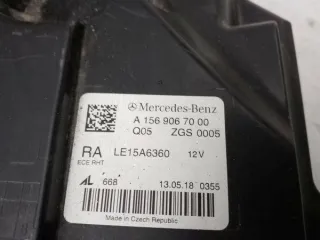 Mercedes-Benz
A 156 906 70 00
Q05 ZGS 0005
RA LE15A6360 12V
ECE RHT
AL 668 13.05.18 0355
Made in Czech Republic